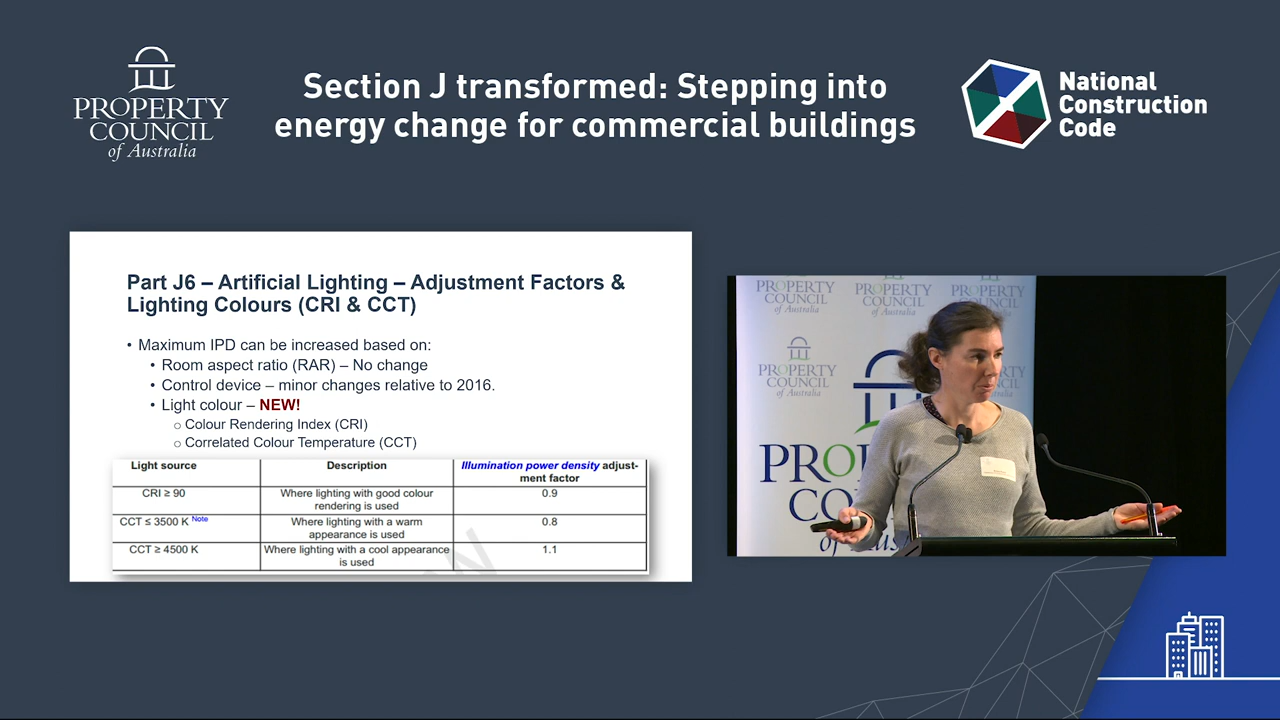 PROPERTY
COUNCIL
of Australia
Section J transformed: Stepping into
energy change for commercial buildings
National
Construction
Code
Part J6 – Artificial Lighting – Adjustment Factors &
Lighting Colours (CRI & CCT)
• Maximum IPD can be increased based on:
• Room aspect ratio (RAR) – No change
• Control device – minor changes relative to 2016.
• Light colour – NEW!
○ Colour Rendering Index (CRI)
○ Correlated Colour Temperature (CCT)
Light source Description Illumination power density adjust-
ment factor
CRI ≥ 90 Where lighting with good colour 0.9
rendering is used
CCT ≤ 3500 K Note Where lighting with a warm 0.8
appearance is used
CCT ≥ 4500 K Where lighting with a cool appearance 1.1
is used
PROPERTY
COUNCIL
of Australia
PROPERTY
COUNCIL
of Australia
PROPERTY
COUNCIL
of Australia
PROPERTY
COUNCIL
of Australia
PRO
CO
of Aus